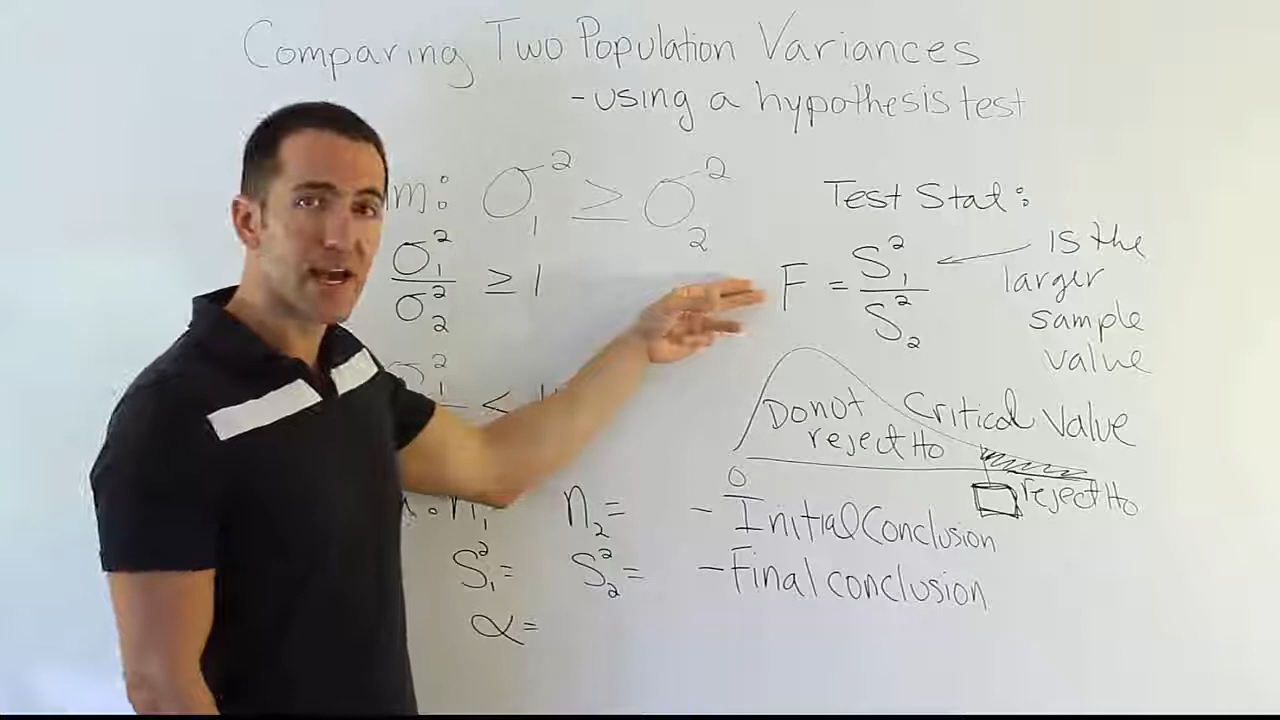 Comparing Two Population Variances
-using a hypothesis test
m: σ₁² ≥ σ₂²
σ₁²/σ₂² ≥ 1
<
n₂=
S₁²= S₂²=
α=
Test Stat:
F = S₁²/S₂²
is the
larger
sample
value
Do not
reject Ho
Critical Value
0
reject Ho
- Initial Conclusion
- Final conclusion